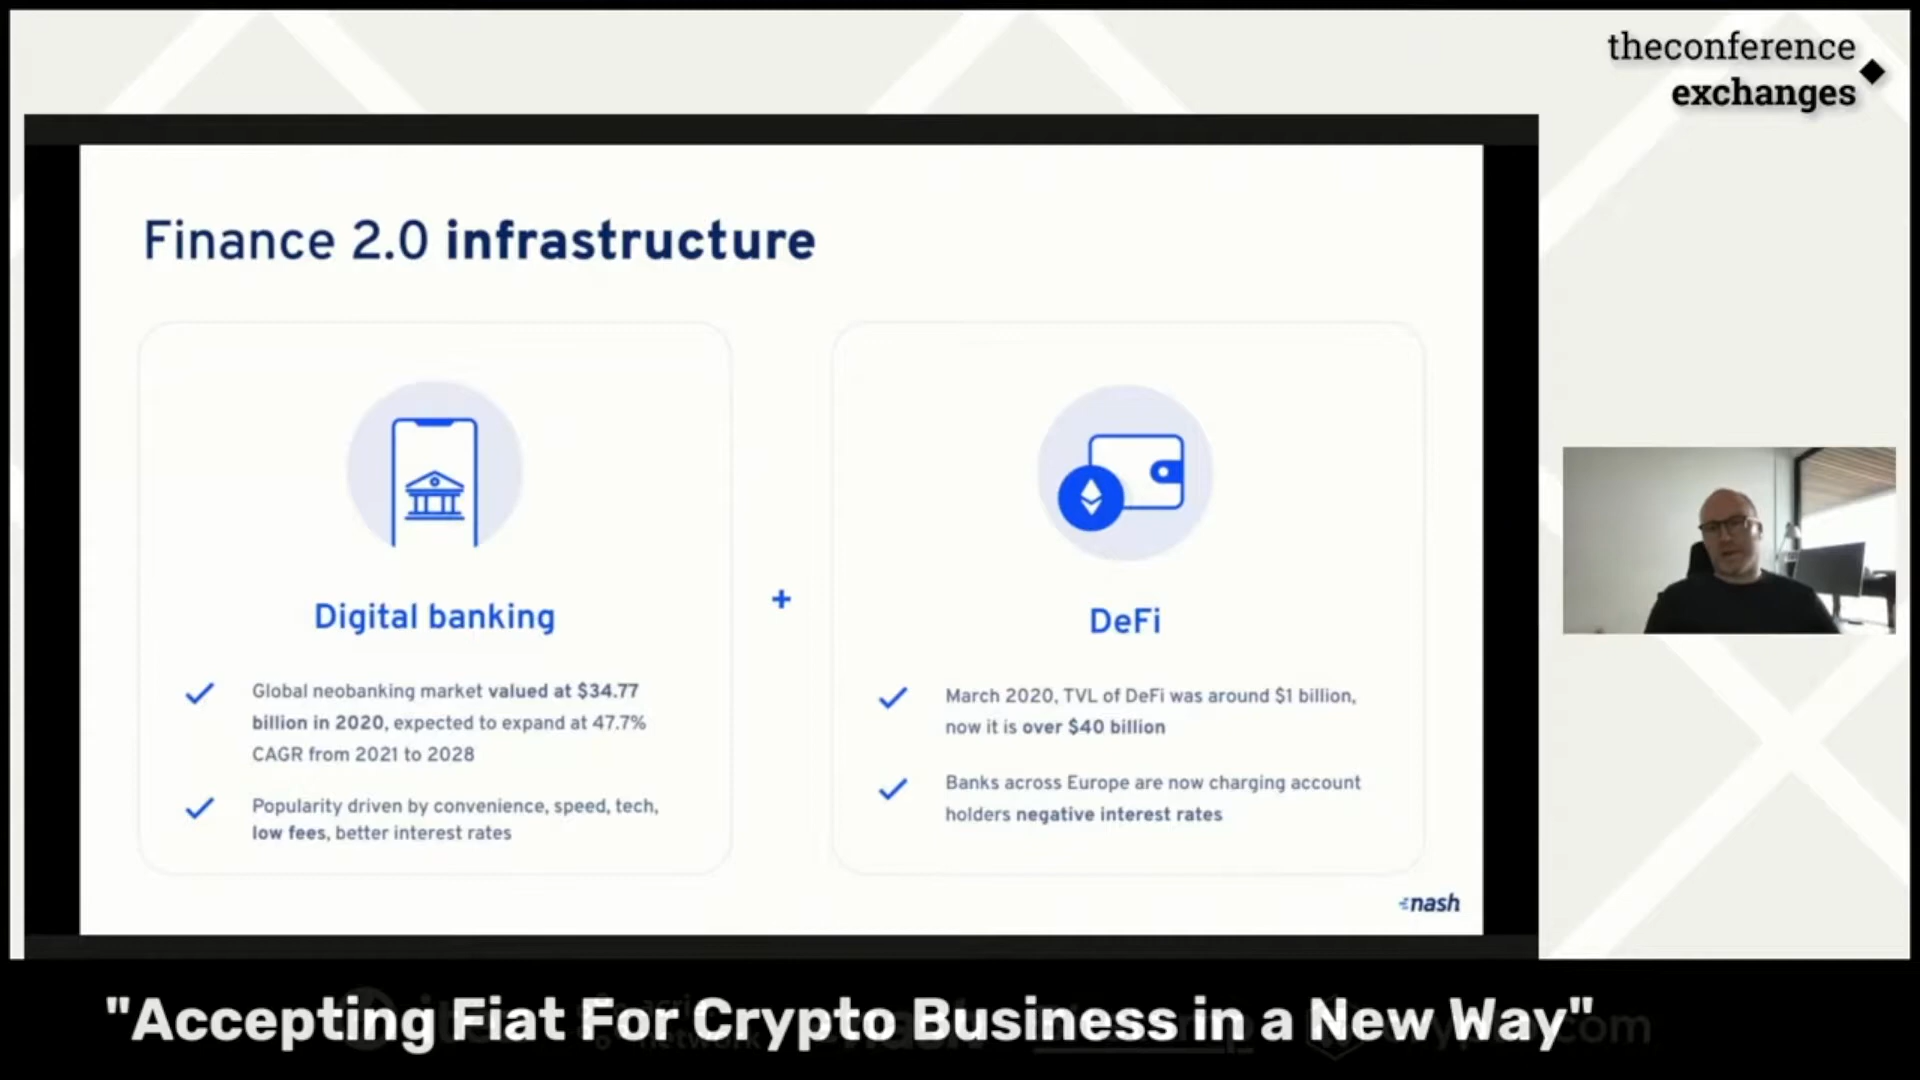 theconference
exchanges
Finance 2.0 infrastructure
Digital banking
Global neobanking market valued at $34.77
billion in 2020, expected to expand at 47.7%
CAGR from 2021 to 2028
Popularity driven by convenience, speed, tech,
low fees, better interest rates
+
DeFi
March 2020, TVL of DeFi was around $1 billion,
now it is over $40 billion
Banks across Europe are now charging account
holders negative interest rates
nash
"Accepting Fiat For Crypto Business in a New Way"